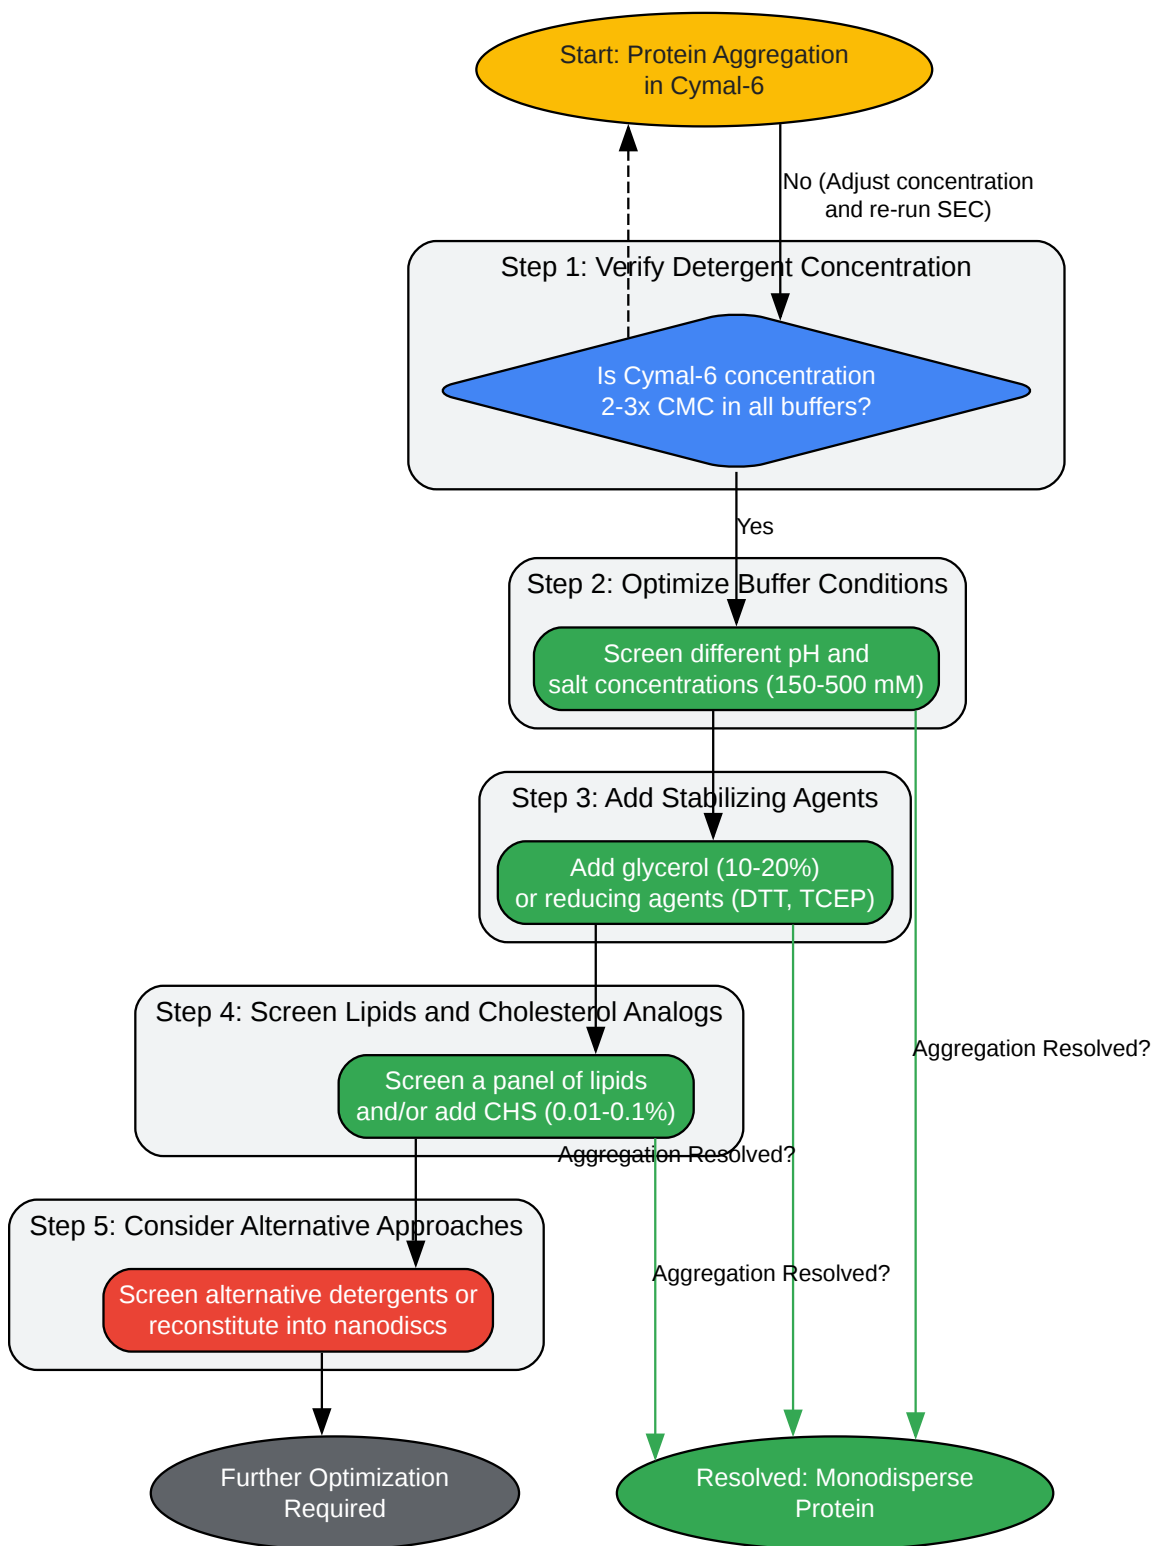 Start: Protein Aggregation
in Cymal-6
No (Adjust concentration
and re-run SEC)
Step 1: Verify Detergent Concentration
Is Cymal-6 concentration
2-3x CMC in all buffers?
Yes
Step 2: Optimize Buffer Conditions
Screen different pH and
salt concentrations (150-500 mM)
Step 3: Add Stabilizing Agents
Add glycerol (10-20%)
or reducing agents (DTT, TCEP)
Step 4: Screen Lipids and Cholesterol Analogs
Aggregation Resolved?
Screen a panel of lipids
and/or add CHS (0.01-0.1%)
Aggregation Resolved?
Step 5: Consider Alternative Approaches
Aggregation Resolved?
Screen alternative detergents or
reconstitute into nanodiscs
Further Optimization
Required
Resolved: Monodisperse
Protein